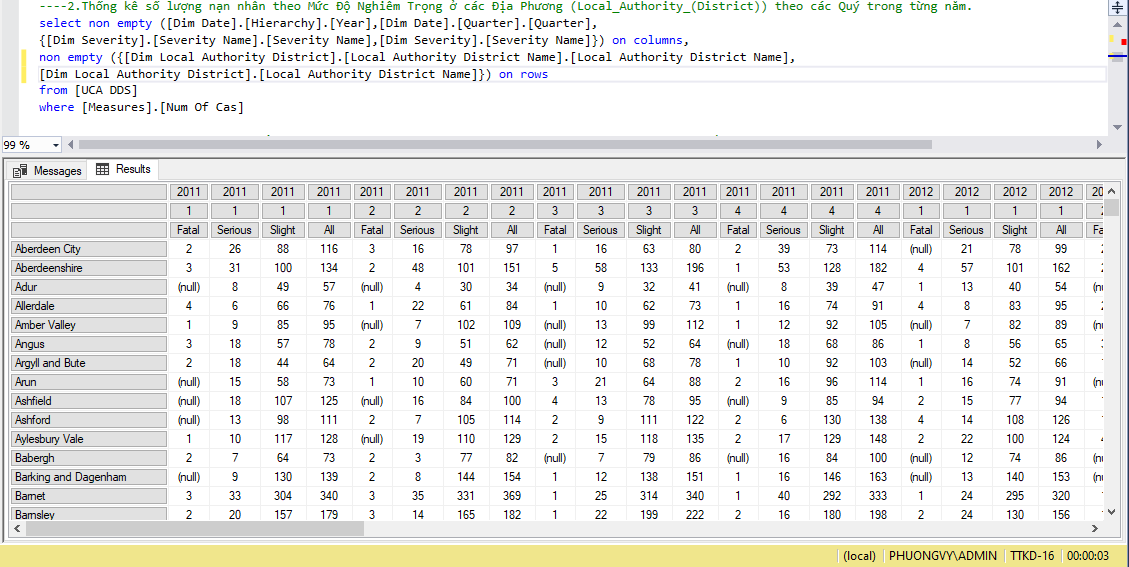 ----2.Thống kê số lượng nạn nhân theo Mức Độ Nghiêm Trọng ở các Địa Phương (Local_Authority_(District)) theo các Quý trong từng năm.
select non empty ([Dim Date].[Hierarchy].[Year],[Dim Date].[Quarter].[Quarter],
{[Dim Severity].[Severity Name].[Severity Name],[Dim Severity].[Severity Name]}) on columns,
non empty ({[Dim Local Authority District].[Local Authority District Name].[Local Authority District Name],
[Dim Local Authority District].[Local Authority District Name]}) on rows
from [UCA DDS]
where [Measures].[Num Of Cas]
99 %
Messages Results
2011 2011 2011 2011 2011 2011 2011 2011 2011 2011 2011 2011 2011 2011 2011 2011 2012 2012 2012 2012 20
1 1 1 1 2 2 2 2 3 3 3 3 4 4 4 4 1 1 1 1
Fatal Serious Slight All Fatal Serious Slight All Fatal Serious Slight All Fatal Serious Slight All Fatal Serious Slight All Fa
Aberdeen City 2 26 88 116 3 16 78 97 1 16 63 80 2 39 73 114 (null) 21 78 99
Aberdeenshire 3 31 100 134 2 48 101 151 5 58 133 196 1 53 128 182 4 57 101 162
Adur (null) 8 49 57 (null) 4 30 34 (null) 9 32 41 (null) 8 39 47 1 13 40 54 (nu
Allerdale 4 6 66 76 1 22 61 84 1 10 62 73 1 16 74 91 4 8 83 95
Amber Valley 1 9 85 95 (null) 7 102 109 (null) 13 99 112 1 12 92 105 (null) 7 82 89 (nu
Angus 3 18 57 78 2 9 51 62 (null) 12 52 64 (null) 18 68 86 1 8 56 65
Argyll and Bute 2 18 44 64 2 20 49 71 (null) 10 68 78 1 10 92 103 (null) 14 52 66
Arun (null) 15 58 73 1 10 60 71 3 21 64 88 2 16 96 114 1 16 74 91 (nu
Ashfield (null) 18 107 125 (null) 16 84 100 4 13 78 95 (null) 9 85 94 2 15 77 94
Ashford (null) 13 98 111 2 7 105 114 2 9 111 122 2 6 130 138 4 14 108 126
Aylesbury Vale 1 10 117 128 (null) 19 110 129 2 15 118 135 2 17 129 148 2 22 100 124
Babergh 2 7 64 73 2 3 77 82 (null) 7 79 86 (null) 16 84 100 (null) 12 74 86 (nu
Barking and Dagenham (null) 9 130 139 2 8 144 154 1 12 138 151 1 16 146 163 (null) 13 140 153 (nu
Barnet 3 33 304 340 3 35 331 369 1 25 314 340 1 40 292 333 1 24 295 320
Barnsley 2 20 157 179 3 14 165 182 1 22 199 222 2 16 180 198 2 24 130 156
(local) PHUONGVY\ADMIN TTKD-16 00:00:03